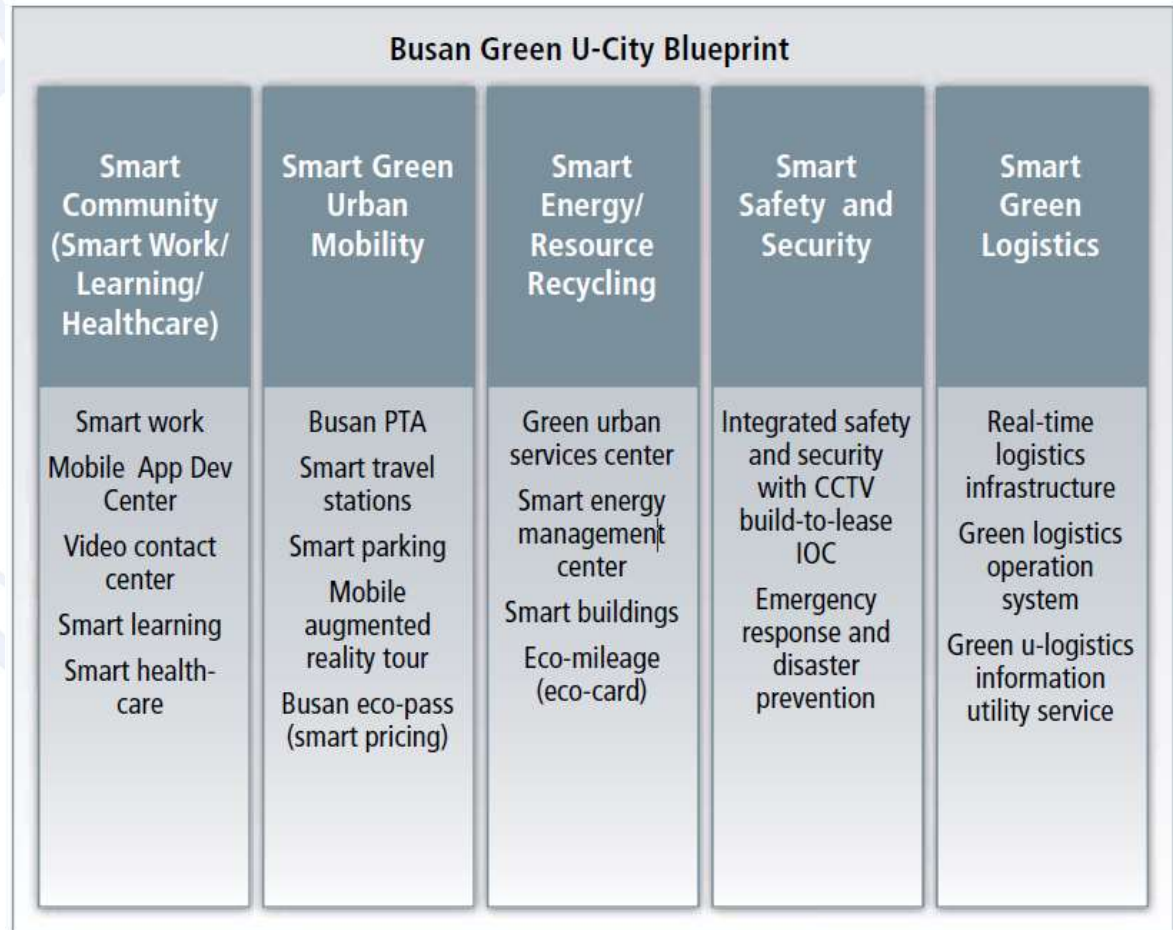 Busan Green U-City Blueprint
Smart
Community
(Smart Work/
Learning/
Healthcare)
Smart work
Mobile App Dev
Center
Video contact
center
Smart learning
Smart health-
care
Smart Green
Urban
Mobility
Busan PTA
Smart travel
stations
Smart parking
Mobile
augmented
reality tour
Busan eco-pass
(smart pricing)
Smart
Energy/
Resource
Recycling
Green urban
services center
Smart energy
management
center
Smart buildings
Eco-mileage
(eco-card)
Smart
Safety and
Security
Integrated safety
and security
with CCTV
build-to-lease
IOC
Emergency
response and
disaster
prevention
Smart
Green
Logistics
Real-time
logistics
infrastructure
Green logistics
operation
system
Green u-logistics
information
utility service